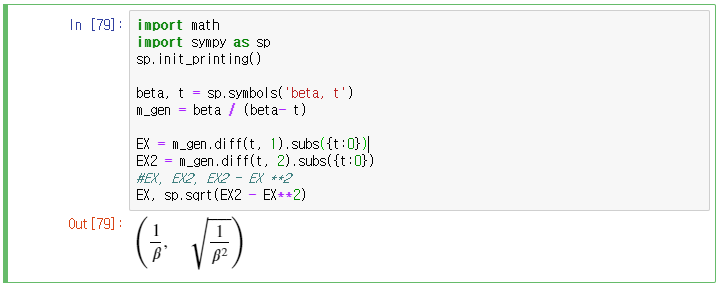 In [79]:
import math
import sympy as sp
sp.init_printing()
beta, t = sp.symbols('beta, t')
m_gen = beta / (beta- t)
EX = m_gen.diff(t, 1).subs({t:0})
EX2 = m_gen.diff(t, 2).subs({t:0})
#EX, EX2, EX2 - EX **2
EX, sp.sqrt(EX2 - EX**2)
Out[79]:
(1/β, √(1/β²))